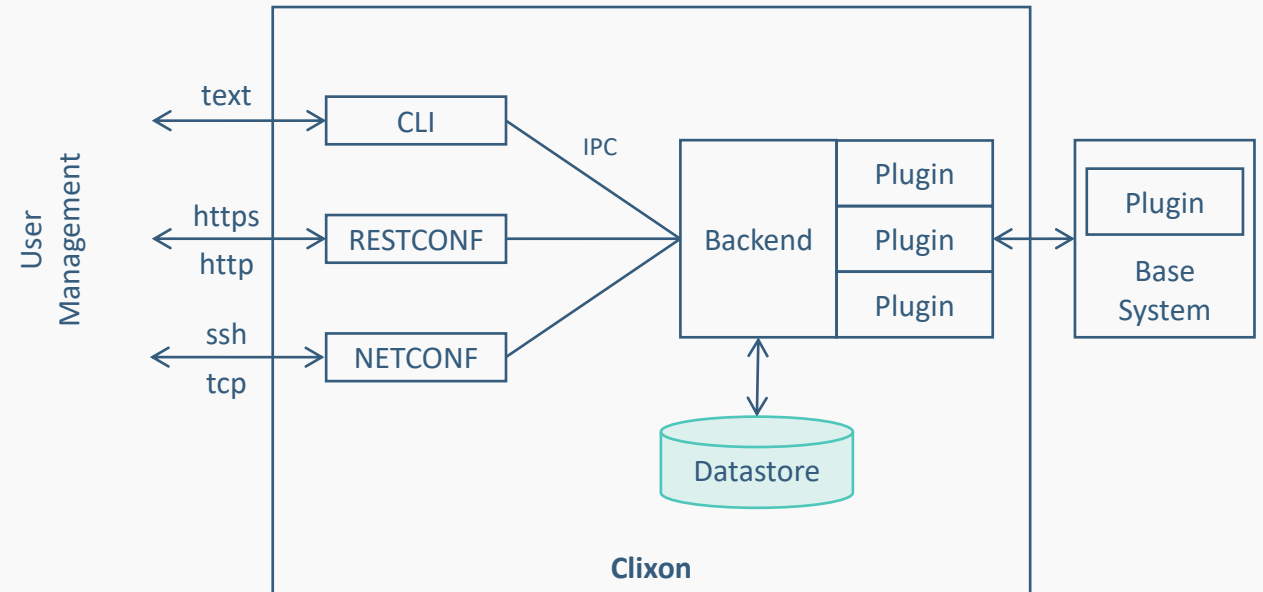 User
Management
text
CLI
IPC
https
http
RESTCONF
ssh
tcp
NETCONF
Backend
Plugin
Plugin
Plugin
Plugin
Base
System
Datastore
Clixon